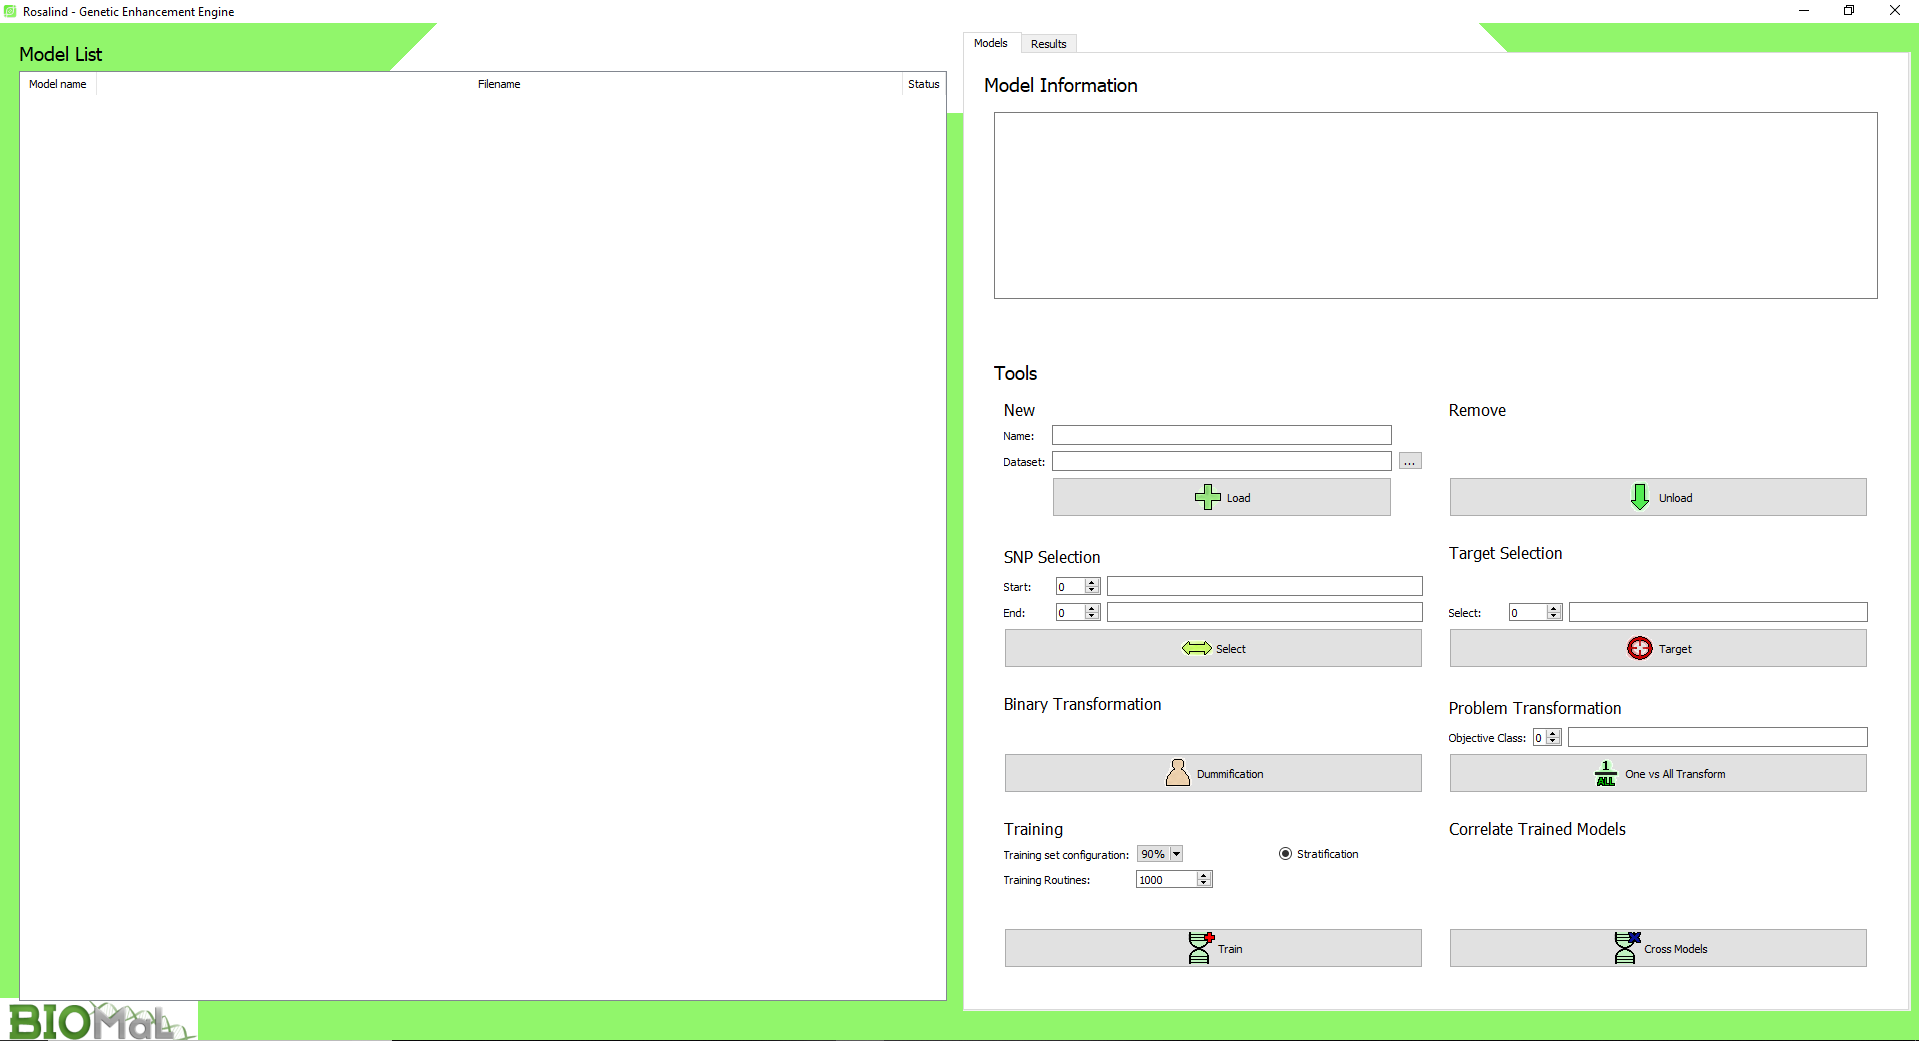 Rosalind - Genetic Enhancement Engine
Model List
Model name Filename Status
Models Results
Model Information
Tools
New
Name:
Dataset: ...
Load
Remove
Unload
SNP Selection
Start: 0
End: 0
Select
Target Selection
Select: 0
Target
Binary Transformation
Dummification
Problem Transformation
Objective Class: 0
1
ALL
One vs All Transform
Training
Training set configuration: 90% Stratification
Training Routines: 1000
Train
Correlate Trained Models
Cross Models
BIOMaL